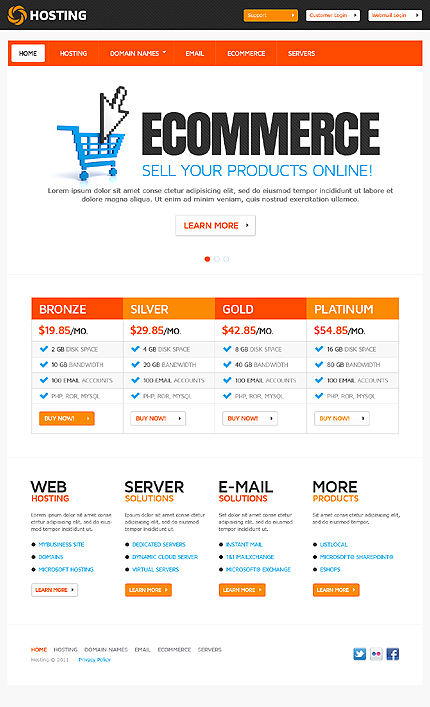 HOSTING
Support
Customer Login
Webmail Login
HOME HOSTING DOMAIN NAMES EMAIL ECOMMERCE SERVERS
ECOMMERCE
SELL YOUR PRODUCTS ONLINE!
Lorem ipsum dolor sit amet conse ctetur adipisicing elit, sed do eiusmod tempor incididunt ut labore et
dolore magna aliqua. Ut enim ad minim veniam, quis nostrud exercitation ullamco.
LEARN MORE
BRONZE SILVER GOLD PLATINUM
$19.85/MO. $29.85/MO. $42.85/MO. $54.85/MO.
2 GB DISK SPACE 4 GB DISK SPACE 8 GB DISK SPACE 16 GB DISK SPACE
10 GB BANDWIDTH 20 GB BANDWIDTH 40 GB BANDWIDTH 80 GB BANDWIDTH
100 EMAIL ACCOUNTS 100 EMAIL ACCOUNTS 100 EMAIL ACCOUNTS 100 EMAIL ACCOUNTS
PHP, ROR, MYSQL PHP, ROR, MYSQL PHP, ROR, MYSQL PHP, ROR, MYSQL
BUY NOW! BUY NOW! BUY NOW! BUY NOW!
WEB
HOSTING
Lorem ipsum dolor sit amet conse
ctetur adipisicing elit, sed do eius-
mod tempor incididunt ut.
MYBUSINESS SITE
DOMAINS
MICROSOFT HOSTING
LEARN MORE
SERVER
SOLUTIONS
Ipsum dolor sit amet conse ctetur
adipisicing elit, sed do eiusmod
tempor incididunt ut.
DEDICATED SERVERS
DYNAMIC CLOUD SERVER
VIRTUAL SERVERS
LEARN MORE
E-MAIL
SOLUTIONS
Dolor sit amet conse ctetur
adipisicing elit, sed do eiusmod
tempor incididunt ut.
INSTANT MAIL
1&1 MAILXCHANGE
MICROSOFT® EXCHANGE
LEARN MORE
MORE
PRODUCTS
Sit amet conse ctetur adipisicing
elit, sed do eiusmod tempor.
LISTLOCAL
MICROSOFT® SHAREPOINT®
ESHOPS
LEARN MORE
HOME HOSTING DOMAIN NAMES EMAIL ECOMMERCE SERVERS
Hosting © 2011 Privacy Policy